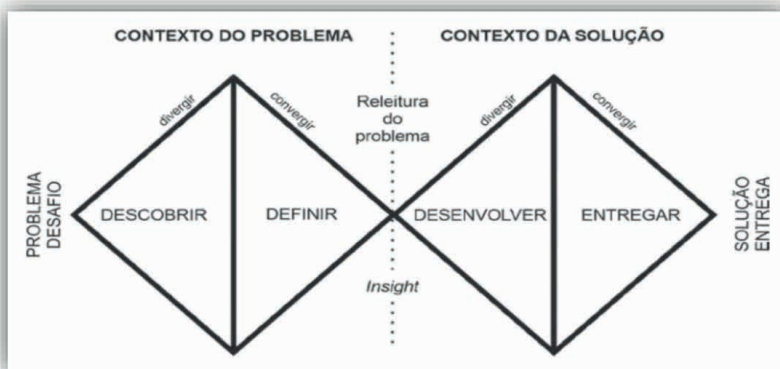 CONTEXTO DO PROBLEMA
CONTEXTO DA SOLUÇÃO
divergir
convergir
Releitura
do
problema
divergir
convergir
PROBLEMA
DESAFIO
DESCOBRIR
DEFINIR
DESENVOLVER
ENTREGAR
SOLUÇÃO
ENTREGA
Insight